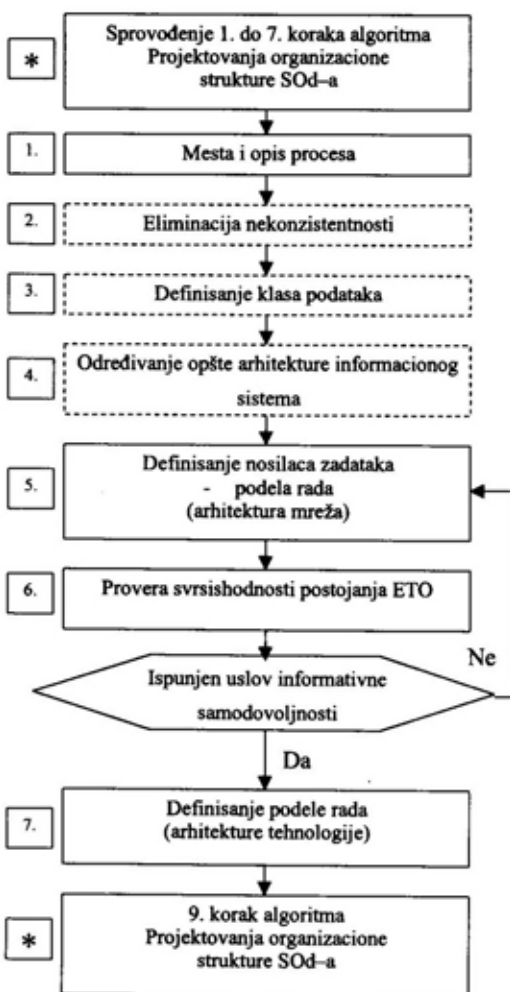 Sprovođenje 1. do 7. koraka algoritma
* Projektovanja organizacione
strukture SOd–a
1. Mesta i opis procesa
2. Eliminacija nekonzistentnosti
3. Definisanje klasa podataka
Određivanje opšte arhitekture informacionog
4. sistema
Definisanje nosilaca zadataka
5. - podela rada
(arhitektura mreža)
6. Provera svrsishodnosti postojanja ETO
Ne
Ispunjen uslov informativne
samodovoljnosti
Da
Definisanje podele rada
7. (arhitekture tehnologije)
9. korak algoritma
* Projektovanja organizacione
strukture SOd–a